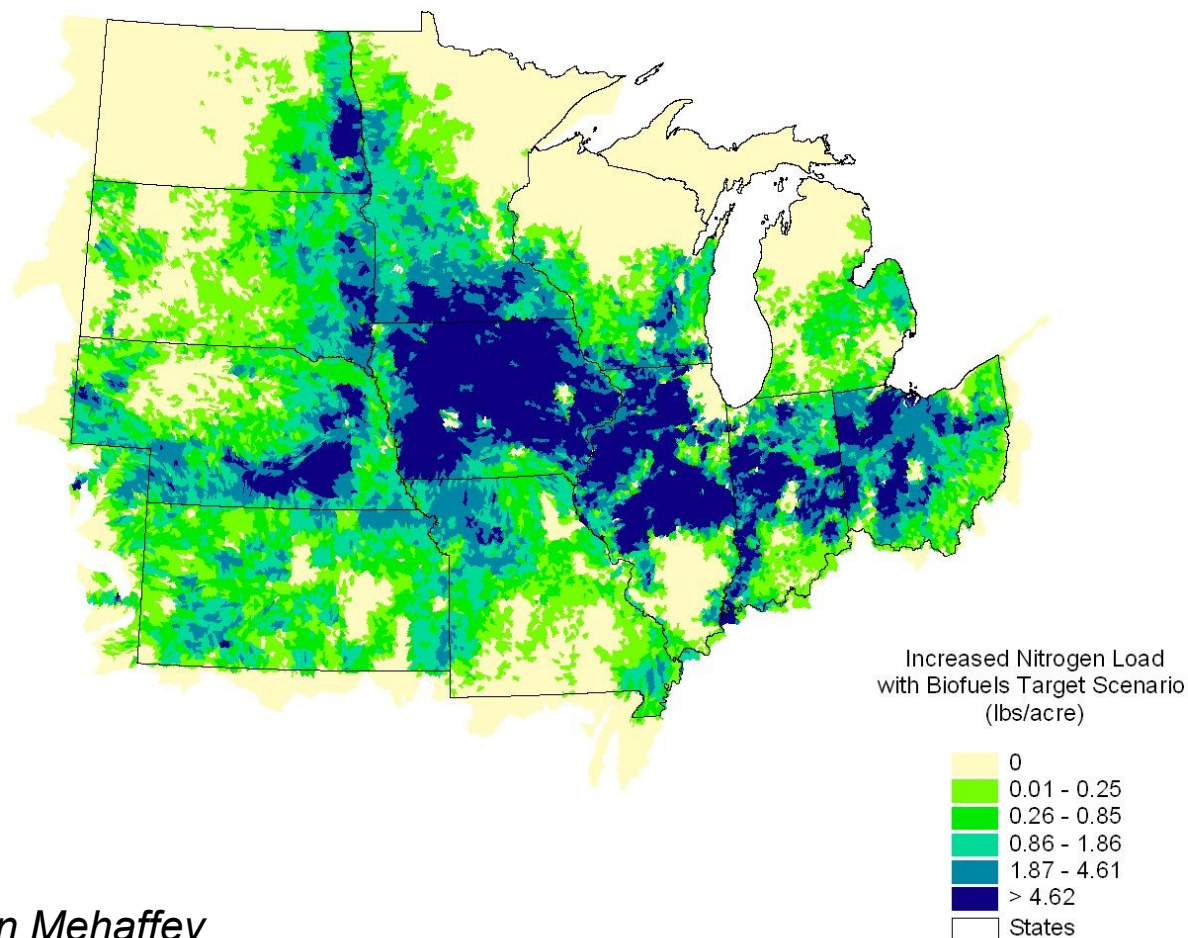 Increased Nitrogen Load
with Biofuels Target Scenario
(lbs/acre)
0
0.01 - 0.25
0.26 - 0.85
0.86 - 1.86
1.87 - 4.61
> 4.62
States
n Mehaffey